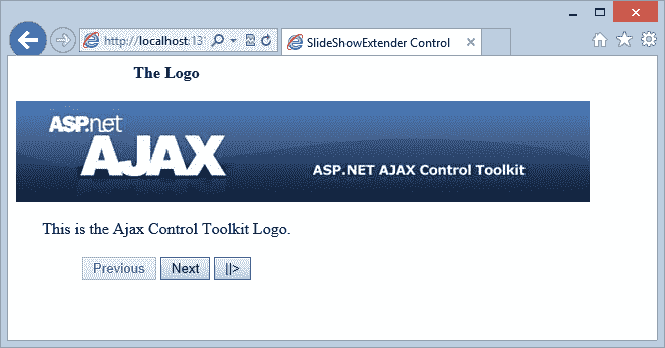 http://localhost:131
SlideShowExtender Control
The Logo
ASP.net
AJAX
ASP.NET AJAX Control Toolkit
This is the Ajax Control Toolkit Logo.
Previous Next ||>